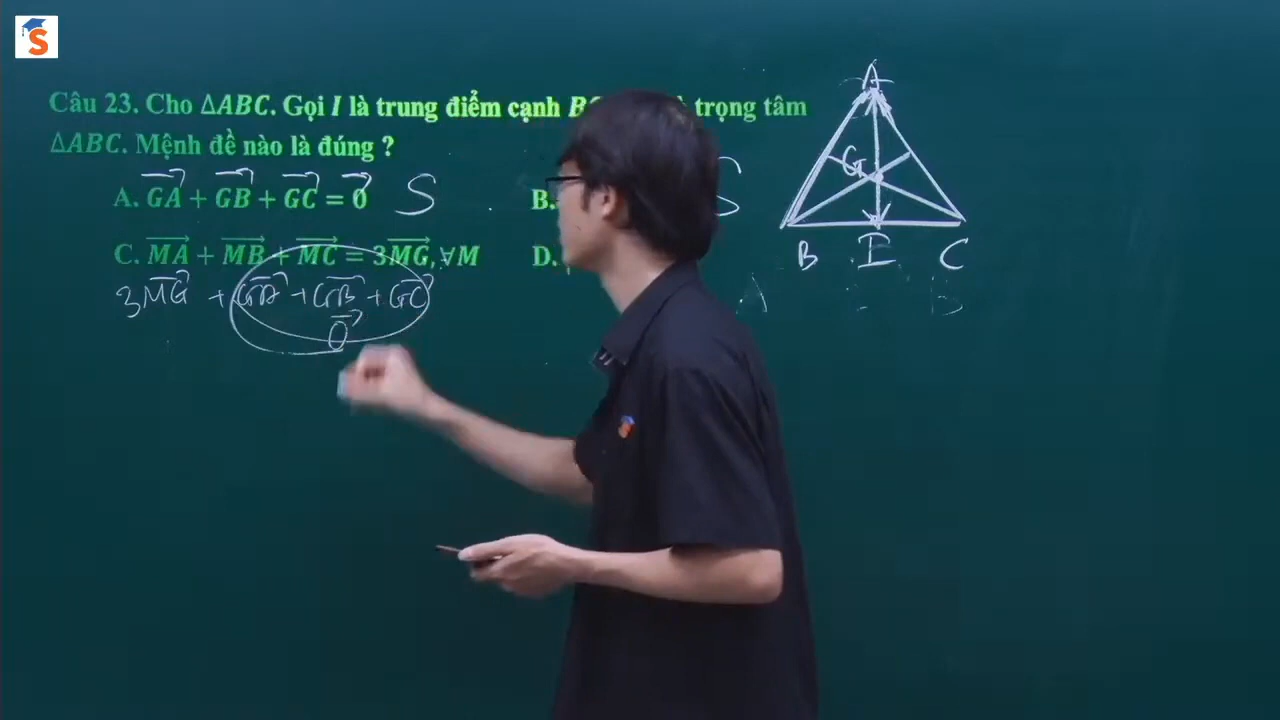 S
Câu 23. Cho ΔABC. Gọi I là trung điểm cạnh trọng tâm
ΔABC. Mệnh đề nào là đúng ?
A. GA + GB + GC = 0 S
B. S
C. MA + MB + MC = 3MG, ∀M
D.
3MG + GA + GB + GC
0
A
G
B I C
A B